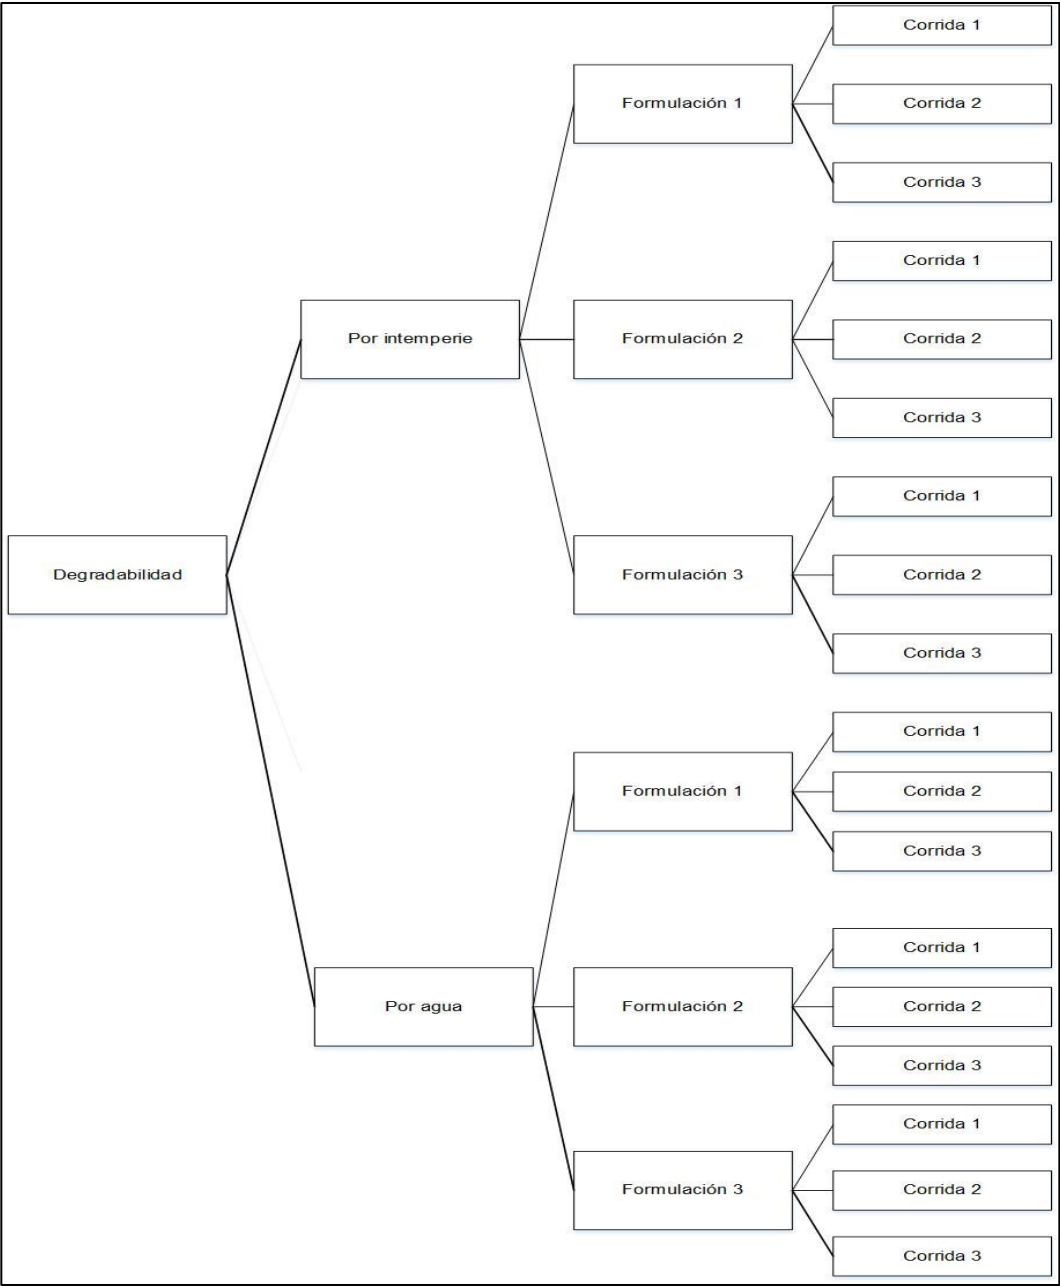 Degradabilidad
Por intemperie
Formulación 1
Corrida 1
Corrida 2
Corrida 3
Formulación 2
Corrida 1
Corrida 2
Corrida 3
Formulación 3
Corrida 1
Corrida 2
Corrida 3
Por agua
Formulación 1
Corrida 1
Corrida 2
Corrida 3
Formulación 2
Corrida 1
Corrida 2
Corrida 3
Formulación 3
Corrida 1
Corrida 2
Corrida 3